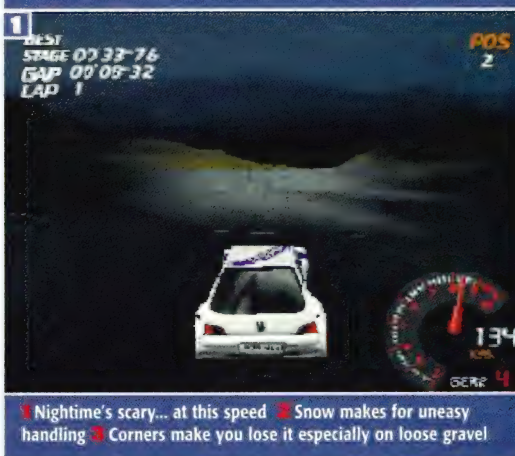 1
BEST
STAGE 00'33"76
GAP 00'08"32
LAP 1
POS
2
134
GEAR 4
1 Nightime's scary... at this speed 2 Snow makes for uneasy
handling 3 Corners make you lose it especially on loose gravel